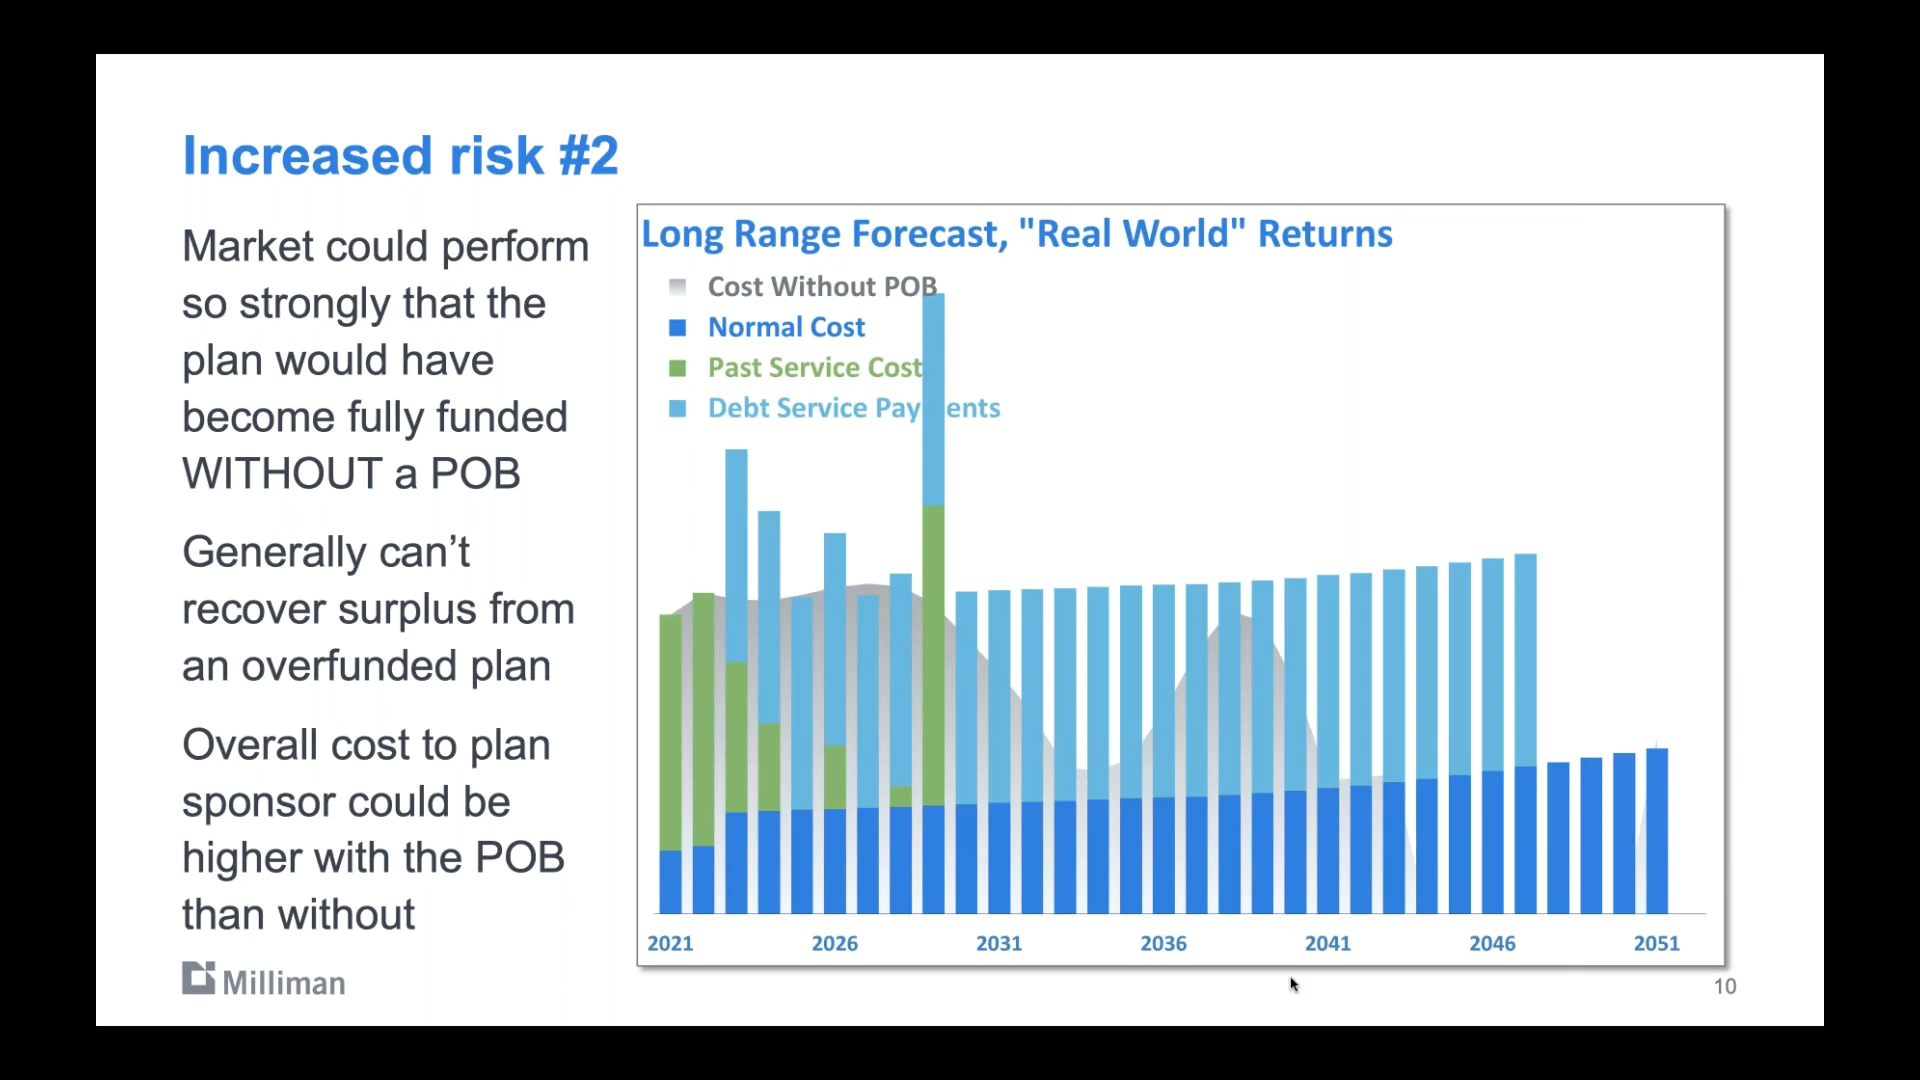 Increased risk #2
Market could perform
so strongly that the
plan would have
become fully funded
WITHOUT a POB
Generally can’t
recover surplus from
an overfunded plan
Overall cost to plan
sponsor could be
higher with the POB
than without
Milliman
Long Range Forecast, "Real World" Returns
Cost Without POB
Normal Cost
Past Service Cost
Debt Service Pay ents
2021 2026 2031 2036 2041 2046 2051
10